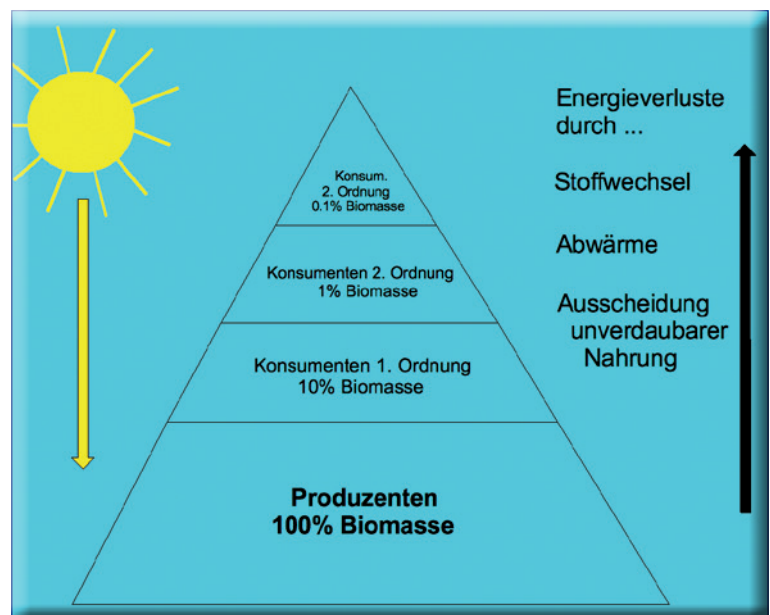 Energieverluste
durch ...
Stoffwechsel
Abwärme
Ausscheidung
unverdaubarer
Nahrung
Konsum.
2. Ordnung
0.1% Biomasse
Konsumenten 2. Ordnung
1% Biomasse
Konsumenten 1. Ordnung
10% Biomasse
Produzenten
100% Biomasse